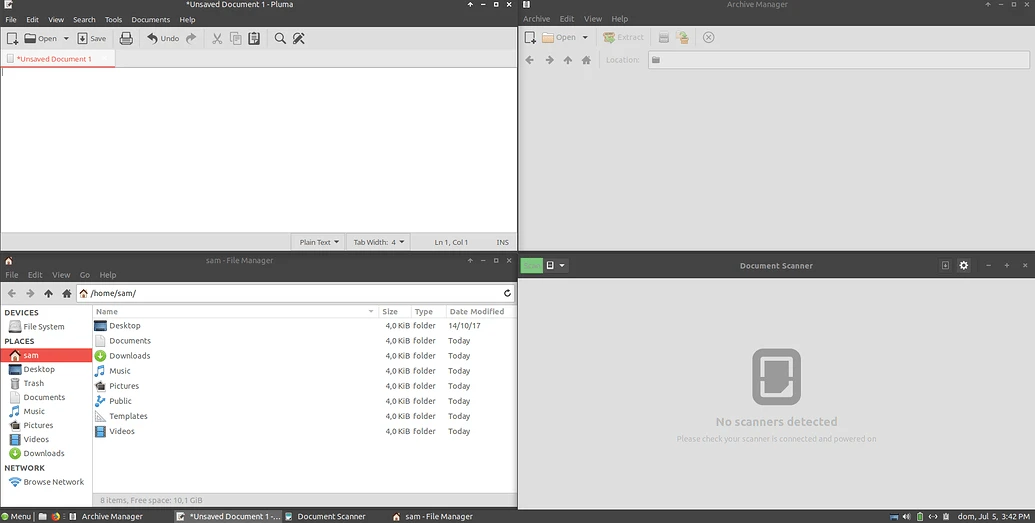 *Unsaved Document 1 - Pluma
File Edit View Search Tools Documents Help
Open Save Undo
*Unsaved Document 1
Plain Text Tab Width: 4 Ln 1, Col 1 INS
Archive Manager
Archive Edit View Help
Open Extract
Location:
sam - File Manager
File Edit View Go Help
/home/sam/
DEVICES
File System
PLACES
sam
Desktop
Trash
Documents
Music
Pictures
Videos
Downloads
NETWORK
Browse Network
Name Size Type Date Modified
Desktop 4,0 KiB folder 14/10/17
Documents 4,0 KiB folder Today
Downloads 4,0 KiB folder Today
Music 4,0 KiB folder Today
Pictures 4,0 KiB folder Today
Public 4,0 KiB folder Today
Templates 4,0 KiB folder Today
Videos 4,0 KiB folder Today
8 items, Free space: 10,1 GiB
Document Scanner
No scanners detected
Please check your scanner is connected and powered on
Menu Archive Manager *Unsaved Document 1 -... Document Scanner sam - File Manager dom, Jul 5, 3:42 PM